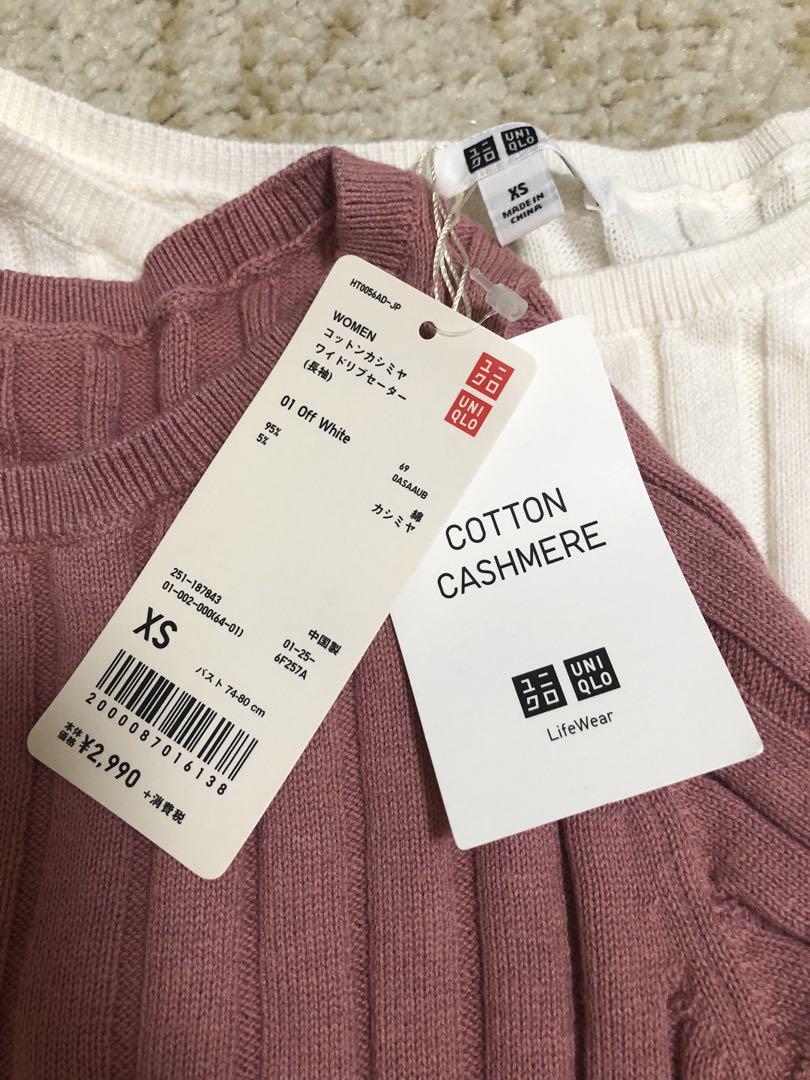 ユニ
クロ
UNI
QLO
XS
MADE IN
CHINA
HT0056AD-JP
WOMEN
コットンカシミヤ
ワイドリブセーター
(長袖)
ユニ
クロ
UNI
QLO
01 Off White
69
0ASAAUB
95%
綿
5%
カシミヤ
251-187843
01-002-000(64-01)
中国製
01-25-
6F257A
XS
バスト 74-80 cm
2000087016138
本体
価格 ¥2,990 +消費税
COTTON
CASHMERE
ユニ
クロ
UNI
QLO
LifeWear